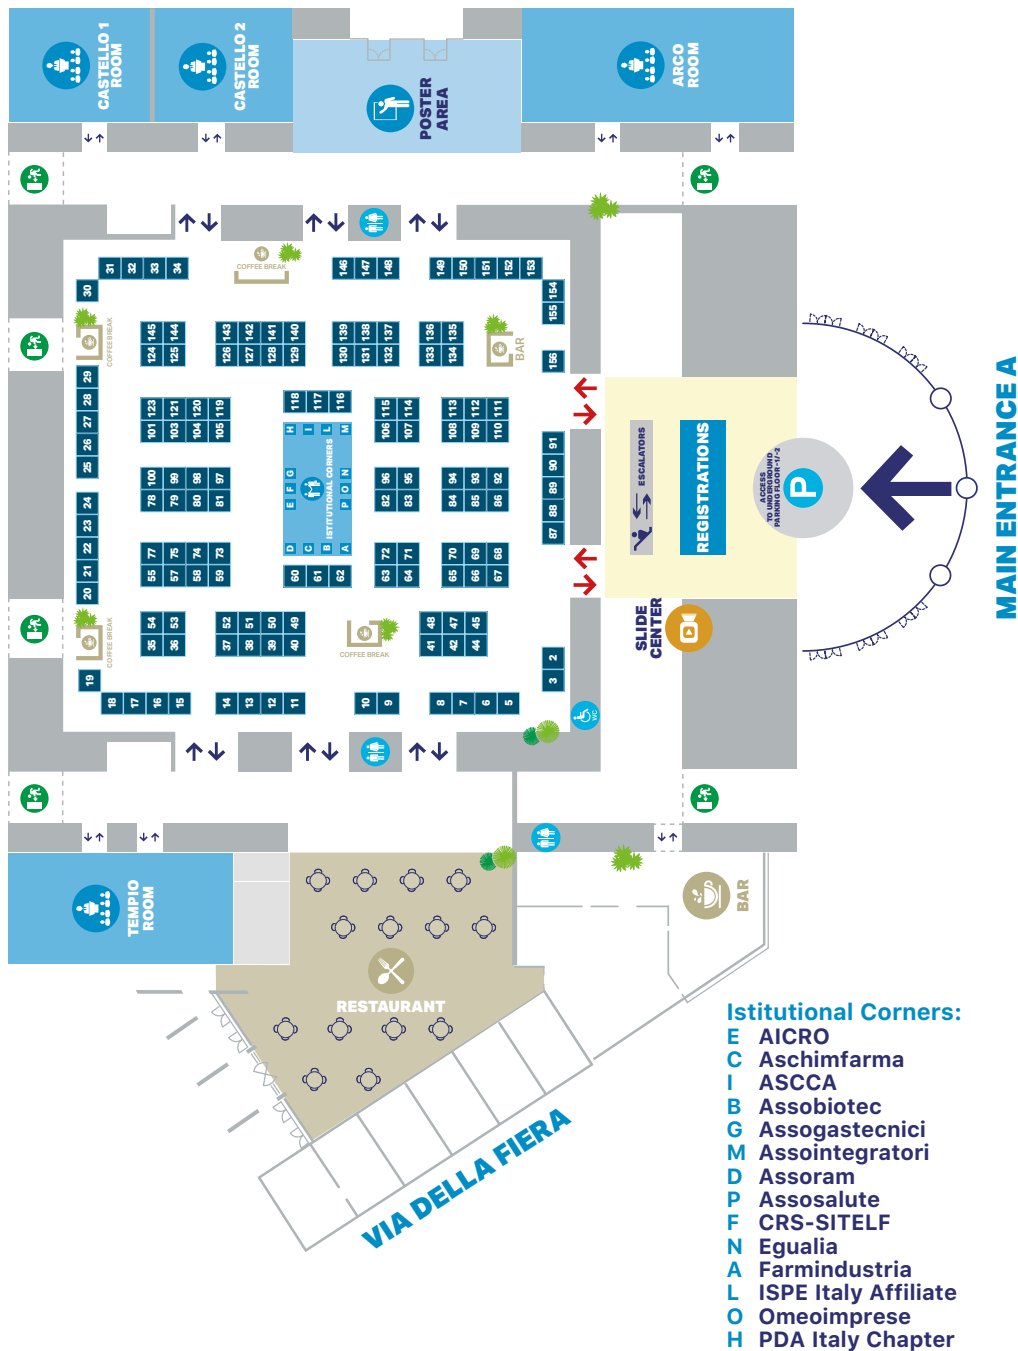 CASTELLO 1
ROOM
CASTELLO 2
ROOM
POSTER
AREA
ARCO
ROOM
COFFEE BREAK
31 32 33 34
146 147 148
149 150 151 152 153
30
154
155
COFFEE BREAK
145 144
124 125
143 142 141 140
126 127 128 129
139 138 137
130 131 132
136 135
133 134
BAR
156
29
28
27
26
25
123 121 120 119
101 103 104 105
118 117 116
115 114
106 107
113 112 111
108 109 110
H I L M
G N
E F O P
ISTITUTIONAL CORNERS
D C B A
100 99 98 97
78 79 80 81
96 95
82 83
94 93 92
84 85 86
91
90
89
88
87
24
23
22
21
20
77 75 74 73
55 57 58 59
60 61 62
72 71
63 64
70 69 68
65 66 67
ESCALATORS
REGISTRATIONS
ACCESS
TO UNDERGROUND
PARKING FLOOR-1/-2
P
MAIN ENTRANCE A
COFFEE BREAK
54 53
35 36
52 51 50 49
37 38 39 40
COFFEE BREAK
48 47 45
41 42 44
SLIDE
CENTER
2
3
19
18 17 16 15
14 13 12 11
10 9
8 7 6 5
WC
TEMPIO
ROOM
BAR
RESTAURANT
VIA DELLA FIERA
Istitutional Corners:
E AICRO
C Aschimfarma
I ASCCA
B Assobiotec
G Assogastecnici
M Assointegratori
D Assoram
P Assosalute
F CRS-SITELF
N Egualia
A Farmindustria
L ISPE Italy Affiliate
O Omeoimprese
H PDA Italy Chapter